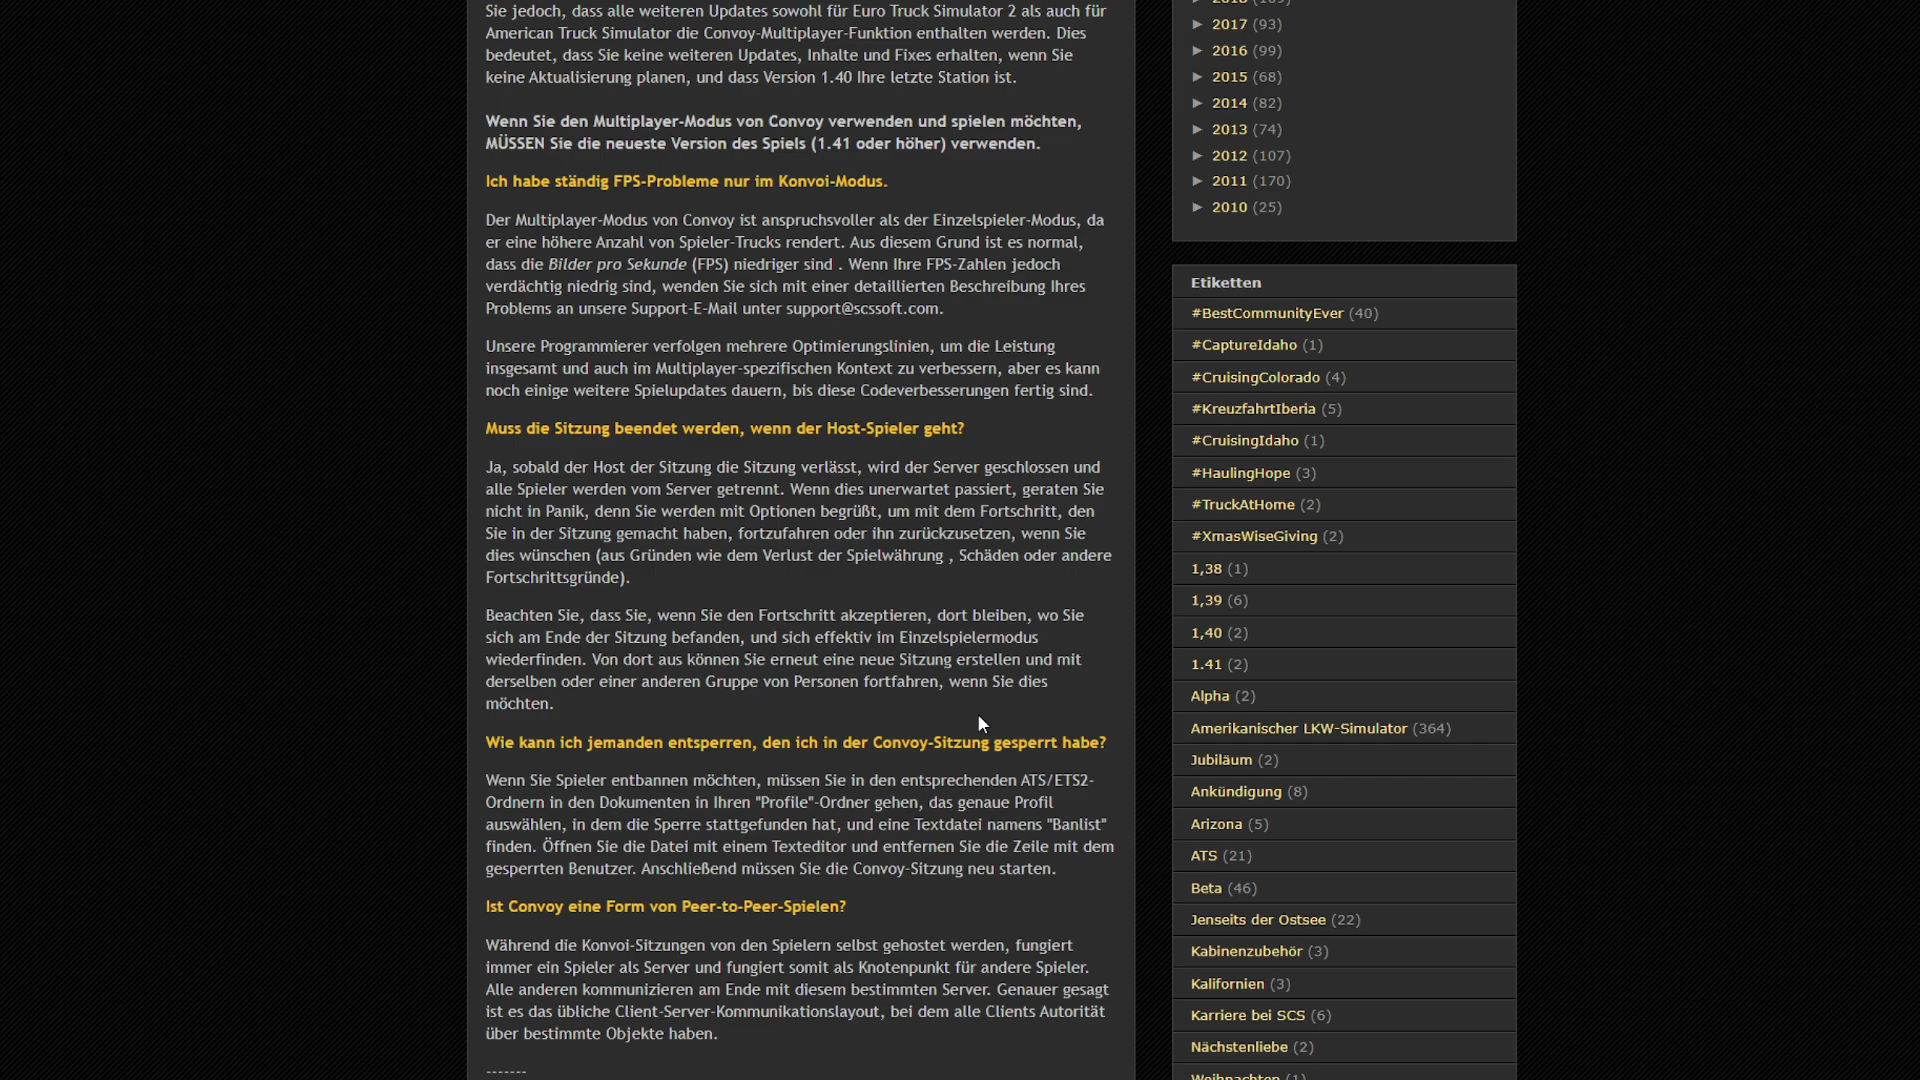 Sie jedoch, dass alle weiteren Updates sowohl für Euro Truck Simulator 2 als auch für
American Truck Simulator die Convoy-Multiplayer-Funktion enthalten werden. Dies
bedeutet, dass Sie keine weiteren Updates, Inhalte und Fixes erhalten, wenn Sie
keine Aktualisierung planen, und dass Version 1.40 Ihre letzte Station ist.
Wenn Sie den Multiplayer-Modus von Convoy verwenden und spielen möchten,
MÜSSEN Sie die neueste Version des Spiels (1.41 oder höher) verwenden.
Ich habe ständig FPS-Probleme nur im Konvoi-Modus.
Der Multiplayer-Modus von Convoy ist anspruchsvoller als der Einzelspieler-Modus, da
er eine höhere Anzahl von Spieler-Trucks rendert. Aus diesem Grund ist es normal,
dass die Bilder pro Sekunde (FPS) niedriger sind . Wenn Ihre FPS-Zahlen jedoch
verdächtig niedrig sind, wenden Sie sich mit einer detaillierten Beschreibung Ihres
Problems an unsere Support-E-Mail unter support@scssoft.com.
Unsere Programmierer verfolgen mehrere Optimierungslinien, um die Leistung
insgesamt und auch im Multiplayer-spezifischen Kontext zu verbessern, aber es kann
noch einige weitere Spielupdates dauern, bis diese Codeverbesserungen fertig sind.
Muss die Sitzung beendet werden, wenn der Host-Spieler geht?
Ja, sobald der Host der Sitzung die Sitzung verlässt, wird der Server geschlossen und
alle Spieler werden vom Server getrennt. Wenn dies unerwartet passiert, geraten Sie
nicht in Panik, denn Sie werden mit Optionen begrüßt, um mit dem Fortschritt, den
Sie in der Sitzung gemacht haben, fortzufahren oder ihn zurückzusetzen, wenn Sie
dies wünschen (aus Gründen wie dem Verlust der Spielwährung , Schäden oder andere
Fortschrittsgründe).
Beachten Sie, dass Sie, wenn Sie den Fortschritt akzeptieren, dort bleiben, wo Sie
sich am Ende der Sitzung befanden, und sich effektiv im Einzelspielermodus
wiederfinden. Von dort aus können Sie erneut eine neue Sitzung erstellen und mit
derselben oder einer anderen Gruppe von Personen fortfahren, wenn Sie dies
möchten.
Wie kann ich jemanden entsperren, den ich in der Convoy-Sitzung gesperrt habe?
Wenn Sie Spieler entbannen möchten, müssen Sie in den entsprechenden ATS/ETS2-
Ordnern in den Dokumenten in Ihren "Profile"-Ordner gehen, das genaue Profil
auswählen, in dem die Sperre stattgefunden hat, und eine Textdatei namens "Banlist"
finden. Öffnen Sie die Datei mit einem Texteditor und entfernen Sie die Zeile mit dem
gesperrten Benutzer. Anschließend müssen Sie die Convoy-Sitzung neu starten.
Ist Convoy eine Form von Peer-to-Peer-Spielen?
Während die Konvoi-Sitzungen von den Spielern selbst gehostet werden, fungiert
immer ein Spieler als Server und fungiert somit als Knotenpunkt für andere Spieler.
Alle anderen kommunizieren am Ende mit diesem bestimmten Server. Genauer gesagt
ist es das übliche Client-Server-Kommunikationslayout, bei dem alle Clients Autorität
über bestimmte Objekte haben.
-------
► 2017 (93)
► 2016 (99)
► 2015 (68)
► 2014 (82)
► 2013 (74)
► 2012 (107)
► 2011 (170)
► 2010 (25)
Etiketten
#BestCommunityEver (40)
#CaptureIdaho (1)
#CruisingColorado (4)
#KreuzfahrtIberia (5)
#CruisingIdaho (1)
#HaulingHope (3)
#TruckAtHome (2)
#XmasWiseGiving (2)
1,38 (1)
1,39 (6)
1,40 (2)
1.41 (2)
Alpha (2)
Amerikanischer LKW-Simulator (364)
Jubiläum (2)
Ankündigung (8)
Arizona (5)
ATS (21)
Beta (46)
Jenseits der Ostsee (22)
Kabinenzubehör (3)
Kalifornien (3)
Karriere bei SCS (6)
Nächstenliebe (2)
Weihnachten (1)